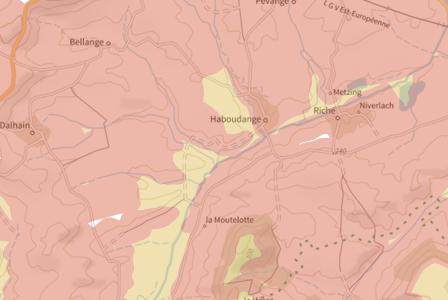 Pévange
L G V Est-Européenne
Bellange
Metzing
Niverlach
Riche
Haboudange
Dalhain
240
la Moutelotte